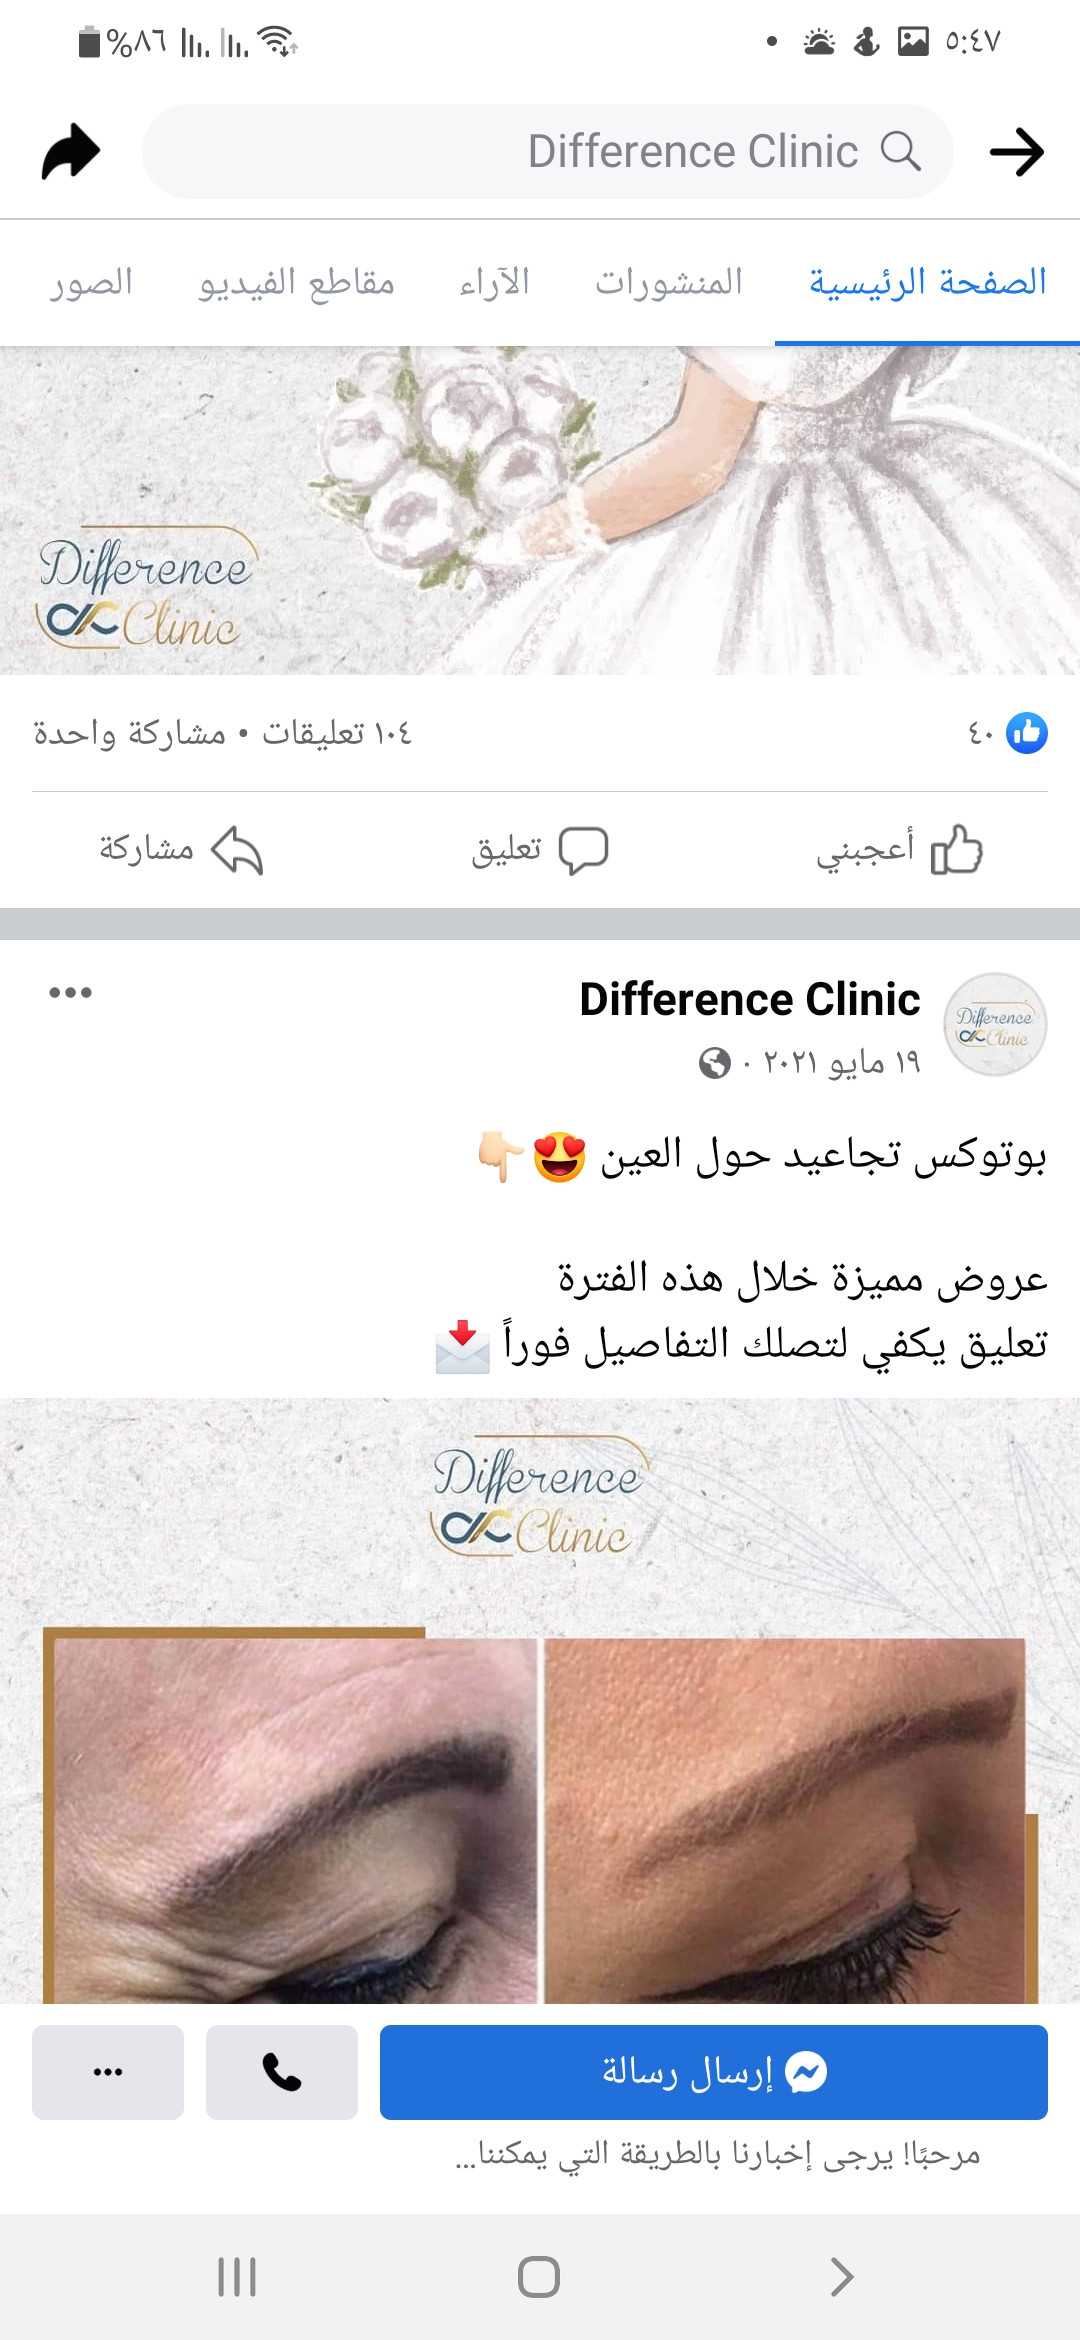 ٥:٤٧
%٨٦
Difference Clinic
الصفحة الرئيسية المنشورات الآراء مقاطع الفيديو الصور
Difference
Clinic
٤٠
١٠٤ تعليقات • مشاركة واحدة
أعجبني تعليق مشاركة
Difference Clinic
١٩ مايو ٢٠٢١ ·
Difference
Clinic
بوتوكس تجاعيد حول العين 😍👇🏻
عروض مميزة خلال هذه الفترة
تعليق يكفي لتصلك التفاصيل فوراً 📩
Difference
Clinic
إرسال رسالة
مرحبًا! يرجى إخبارنا بالطريقة التي يمكننا...